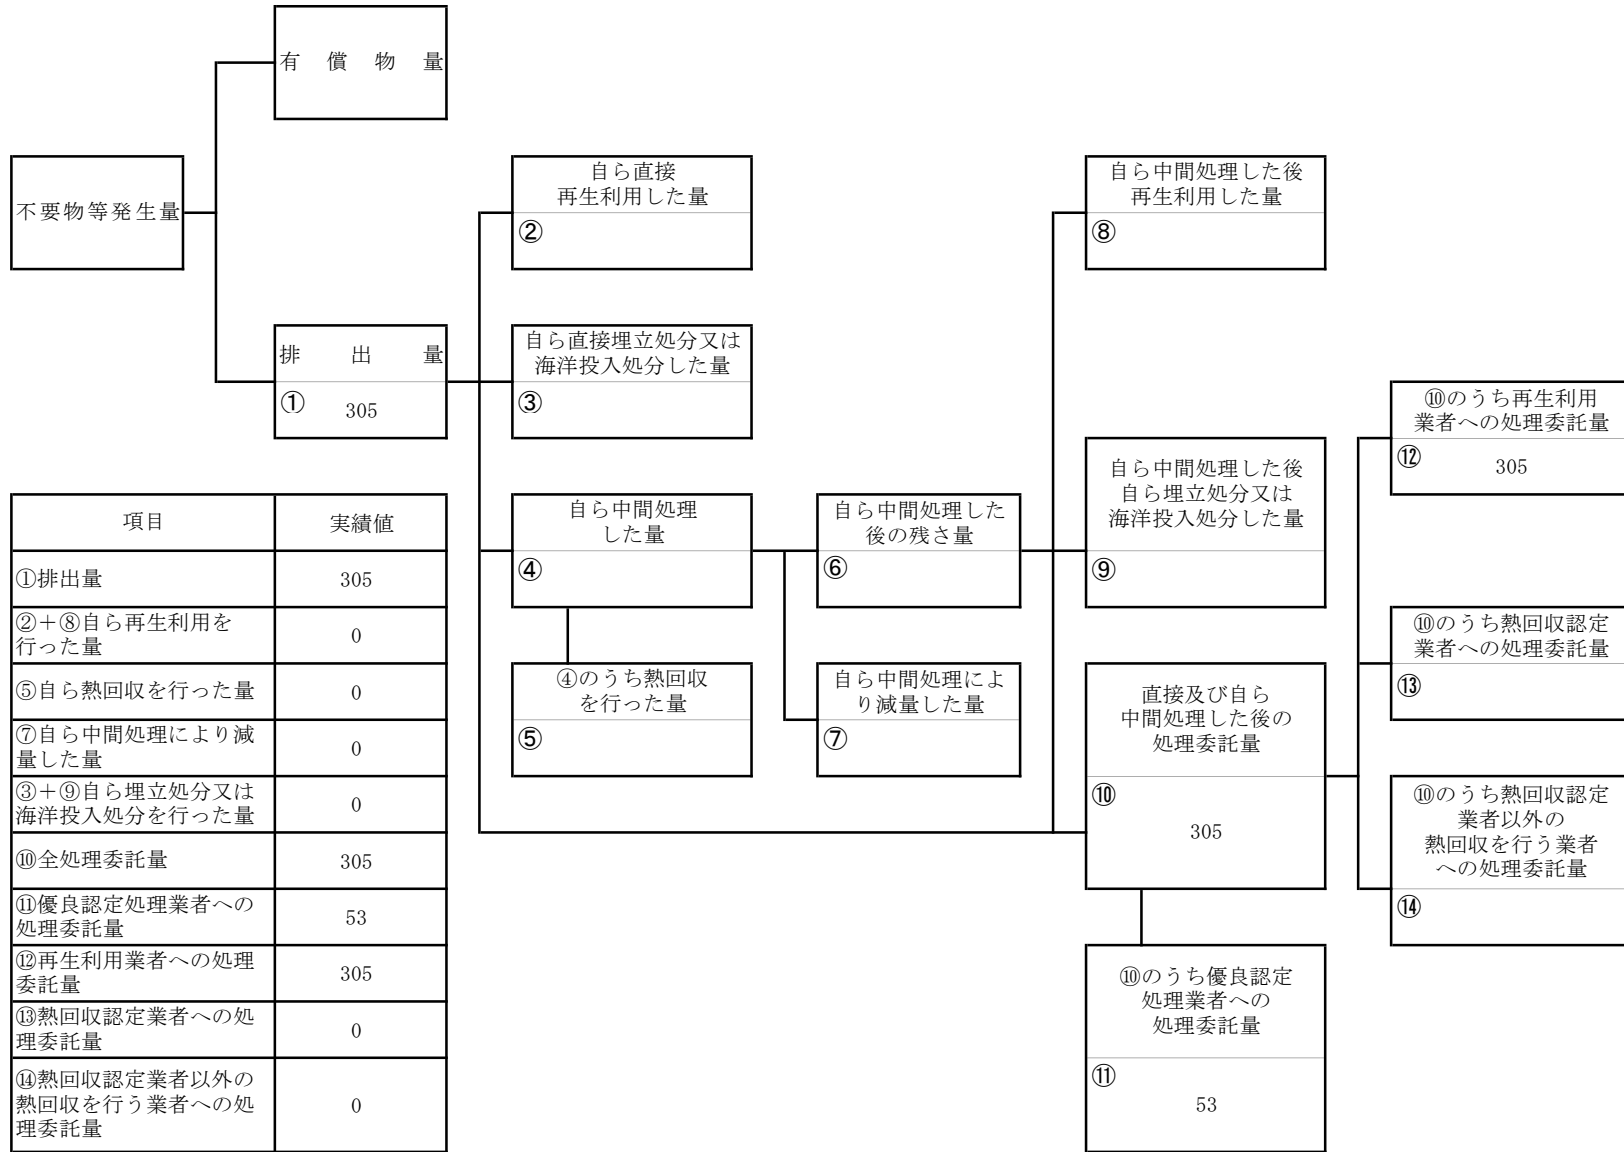 有償物量
不要物等発生量
排出量
① 305
自ら直接
再生利用した量
②
自ら直接埋立処分又は
海洋投入処分した量
③
自ら中間処理
した量
④
④のうち熱回収
を行った量
⑤
自ら中間処理した
後の残さ量
⑥
自ら中間処理によ
り減量した量
⑦
自ら中間処理した後
再生利用した量
⑧
自ら中間処理した後
自ら埋立処分又は
海洋投入処分した量
⑨
直接及び自ら
中間処理した後の
処理委託量
⑩
305
⑩のうち優良認定
処理業者への
処理委託量
⑪
53
⑩のうち再生利用
業者への処理委託量
⑫ 305
⑩のうち熱回収認定
業者への処理委託量
⑬
⑩のうち熱回収認定
業者以外の
熱回収を行う業者
への処理委託量
⑭
項目 実績値
①排出量 305
②+⑧自ら再生利用を
行った量 0
⑤自ら熱回収を行った量 0
⑦自ら中間処理により減
量した量 0
③+⑨自ら埋立処分又は
海洋投入処分を行った量 0
⑩全処理委託量 305
⑪優良認定処理業者への
処理委託量 53
⑫再生利用業者への処理
委託量 305
⑬熱回収認定業者への処
理委託量 0
⑭熱回収認定業者以外の
熱回収を行う業者への処 0
理委託量